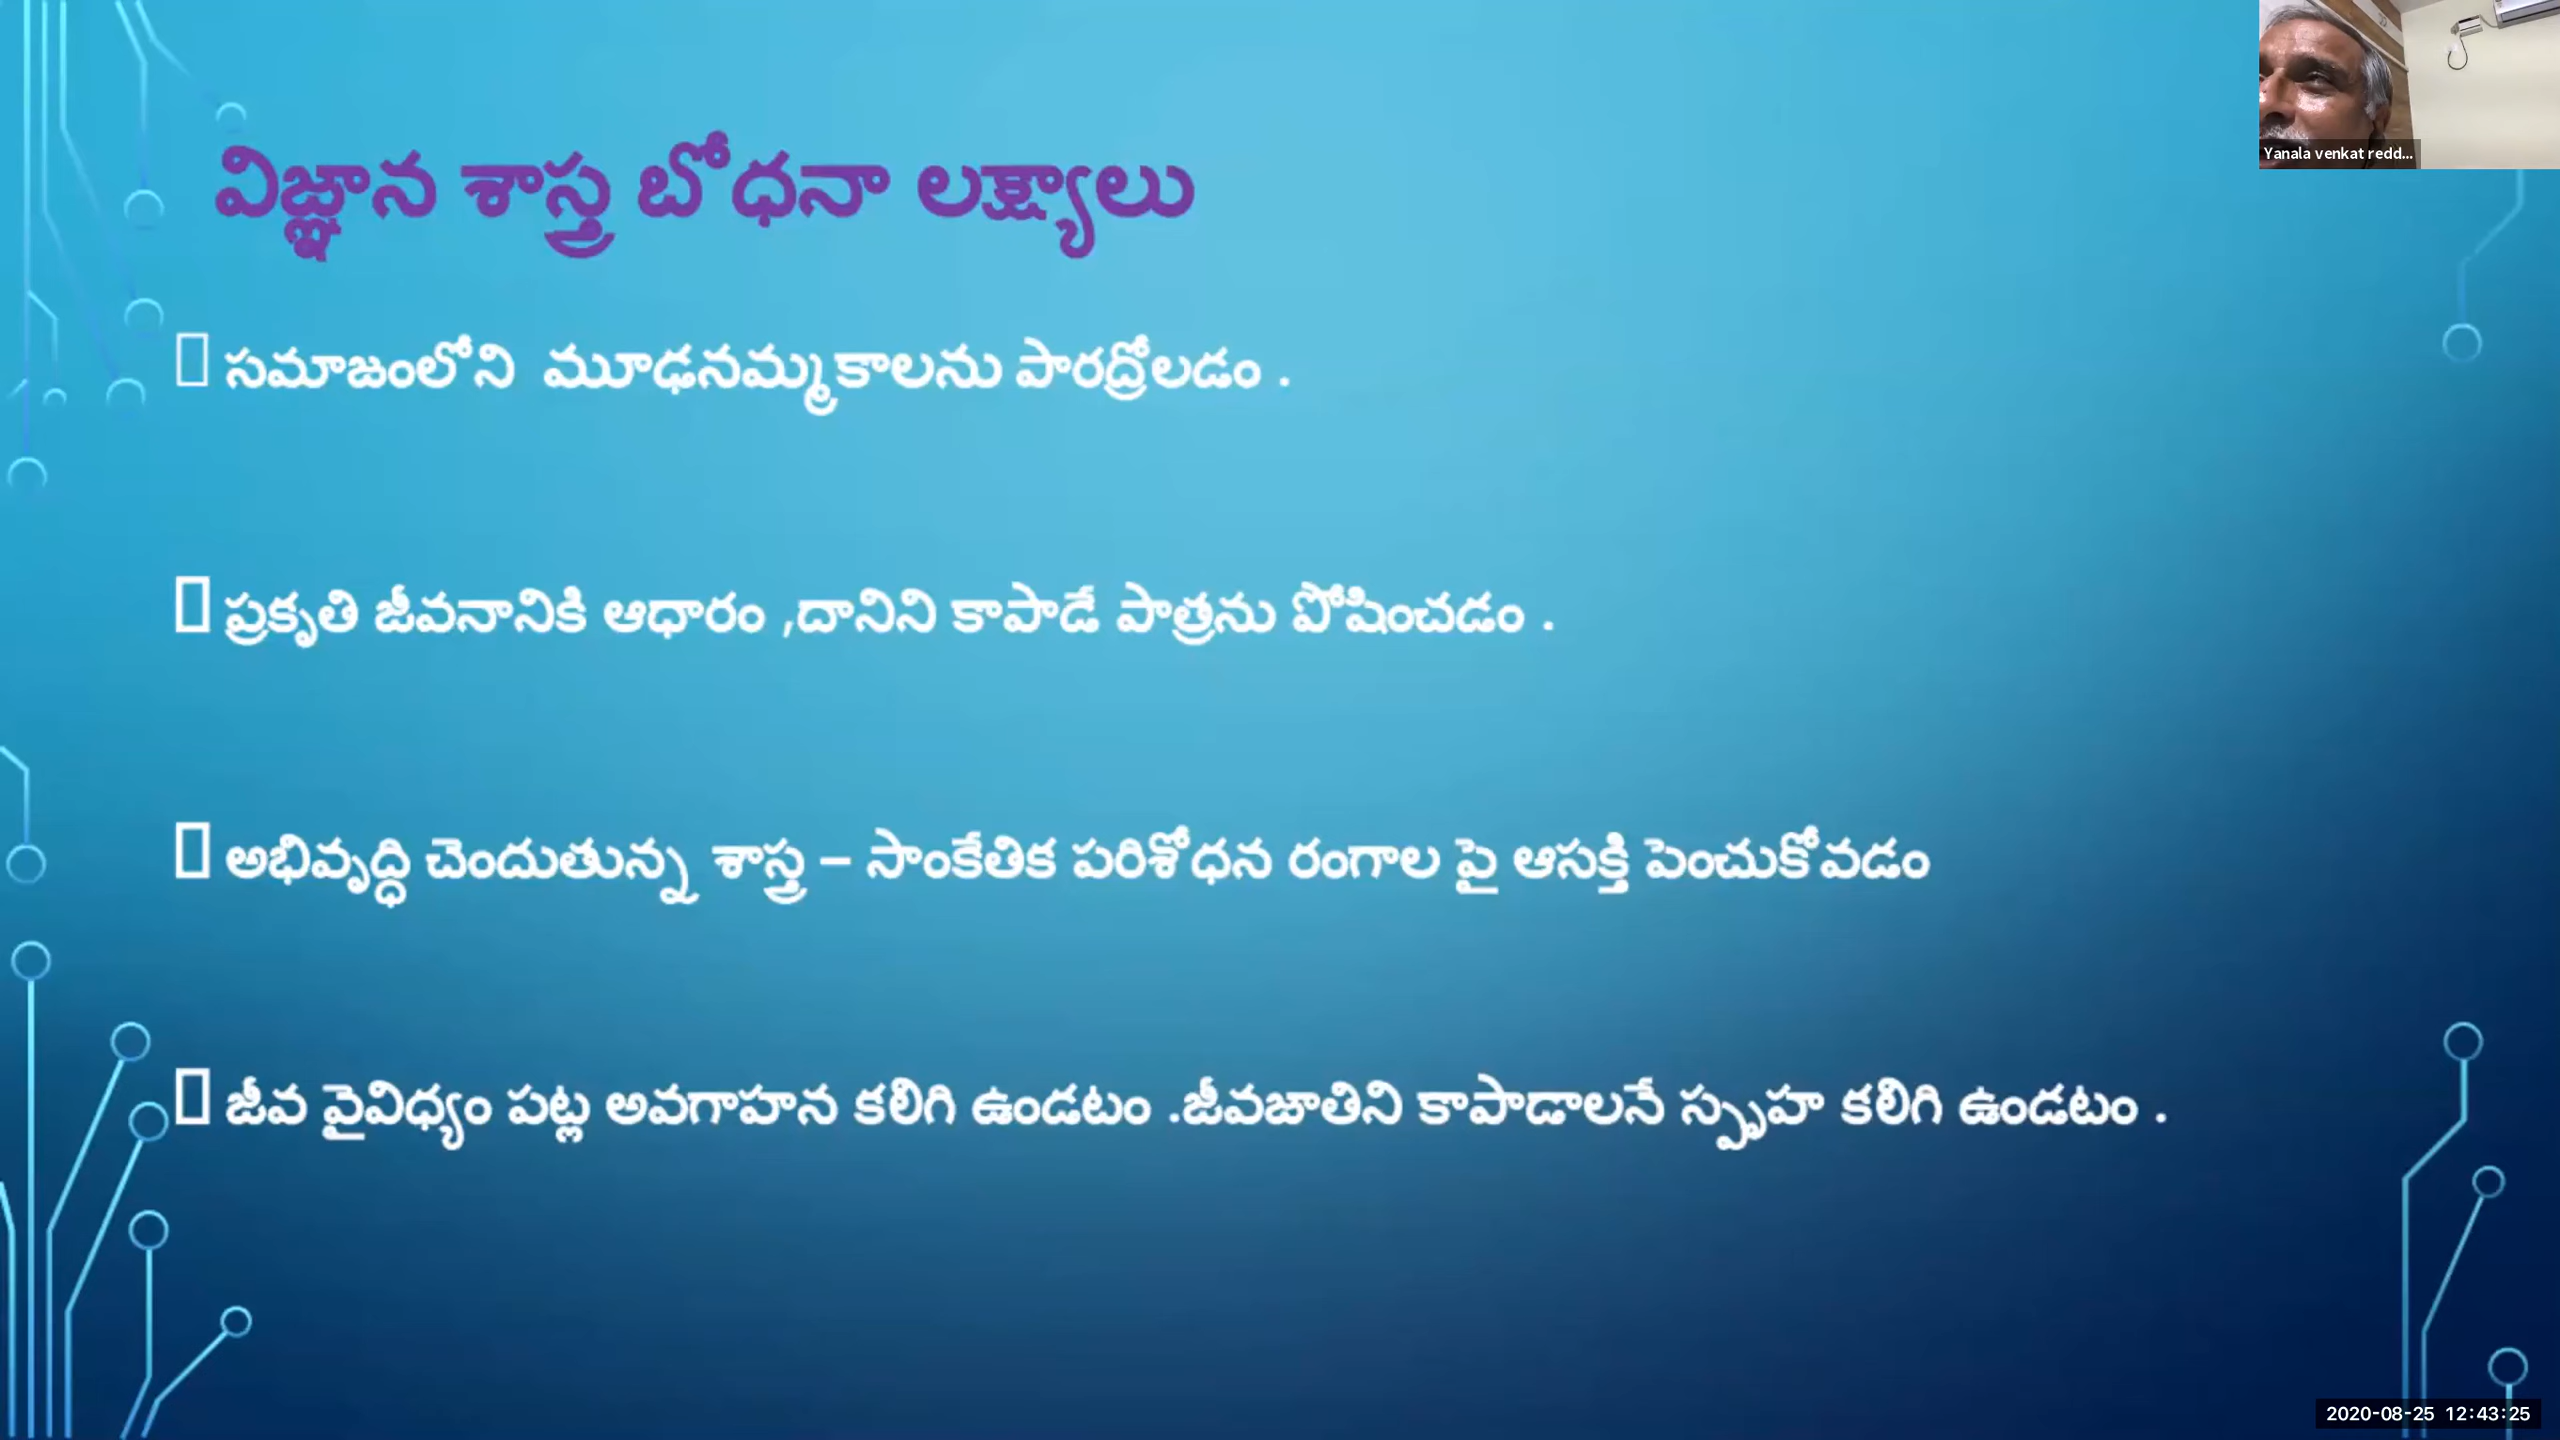 Yanala venkat redd...
విజ్ఞాన శాస్త్ర బోధనా లక్ష్యాలు
సమాజంలోని మూఢనమ్మకాలను పారద్రోలడం .
ప్రకృతి జీవనానికి ఆధారం ,దానిని కాపాడే పాత్రను పోషించడం .
అభివృద్ధి చెందుతున్న శాస్త్ర – సాంకేతిక పరిశోధన రంగాల పై ఆసక్తి పెంచుకోవడం
జీవ వైవిధ్యం పట్ల అవగాహన కలిగి ఉండటం .జీవజాతిని కాపాడాలనే స్పృహ కలిగి ఉండటం .
2020-08-25 12:43:25